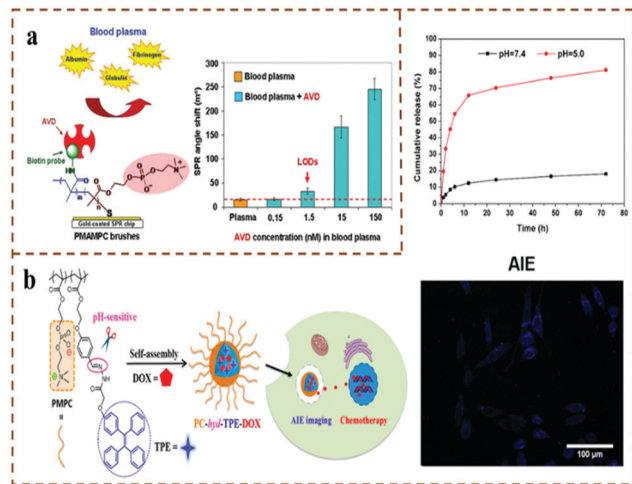 a
Blood plasma
Albumin
Fibrinogen
Globulin
AVD
Biotin probe
NH
O
O
O
O
O
P
O
O
N
m
n
S
Gold-coated SPR chip
PMAMPC brushes
SPR angle shift (m°)
300
250
200
150
100
50
0
Blood plasma
Blood plasma + AVD
LODs
Plasma
0.15
1.5
15
150
AVD concentration (nM) in blood plasma
Cumulative release (%)
100
90
80
70
60
50
40
30
20
10
0
pH=7.4
pH=5.0
0
10
20
30
40
50
60
70
80
Time (h)
b
pH-sensitive
PMPC
=
TPE =
Self-assembly
DOX =
PC-hyd-TPE-DOX
AIE imaging
Chemotherapy
AIE
100 µm